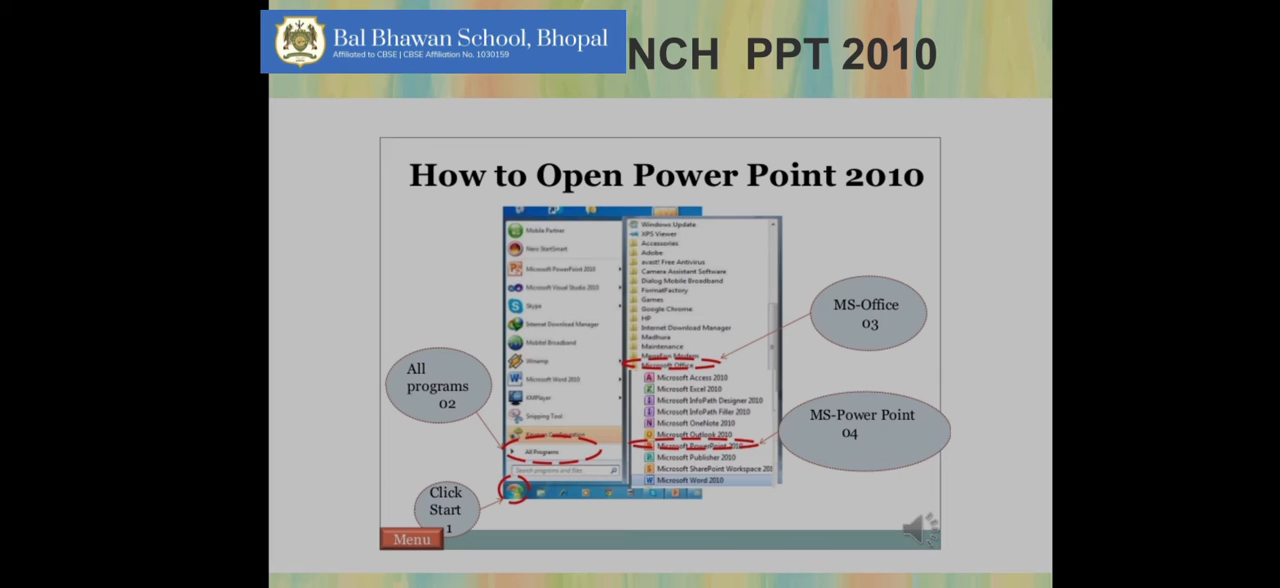 Bal Bhawan School, Bhopal
Affiliated to CBSE | CBSE Affiliation No. 1030159
NCH PPT 2010
How to Open Power Point 2010
Mobile Partner
Nero StartSmart
Microsoft PowerPoint 2010
Microsoft Visual Studio 2010
Skype
Internet Download Manager
Mobitel Broadband
Winamp
Microsoft Word 2010
KMPlayer
Snipping Tool
All Programs
Search programs and files
Windows Update
XPS Viewer
Accessories
Adobe
avast! Free Antivirus
Camera Assistant Software
Dialog Mobile Broadband
FormatFactory
Games
Google Chrome
HP
Internet Download Manager
Madhura
Maintenance
Microsoft Office
Microsoft Access 2010
Microsoft Excel 2010
Microsoft InfoPath Designer 2010
Microsoft InfoPath Filler 2010
Microsoft OneNote 2010
Microsoft Outlook 2010
Microsoft PowerPoint 2010
Microsoft Publisher 2010
Microsoft SharePoint Workspace 201
Microsoft Word 2010
MS-Office
03
All
programs
02
MS-Power Point
04
Click
Start
1
Menu